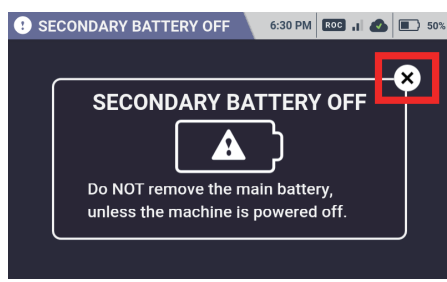 SECONDARY BATTERY OFF
6:30 PM
ROC
50%
SECONDARY BATTERY OFF
Do NOT remove the main battery,
unless the machine is powered off.